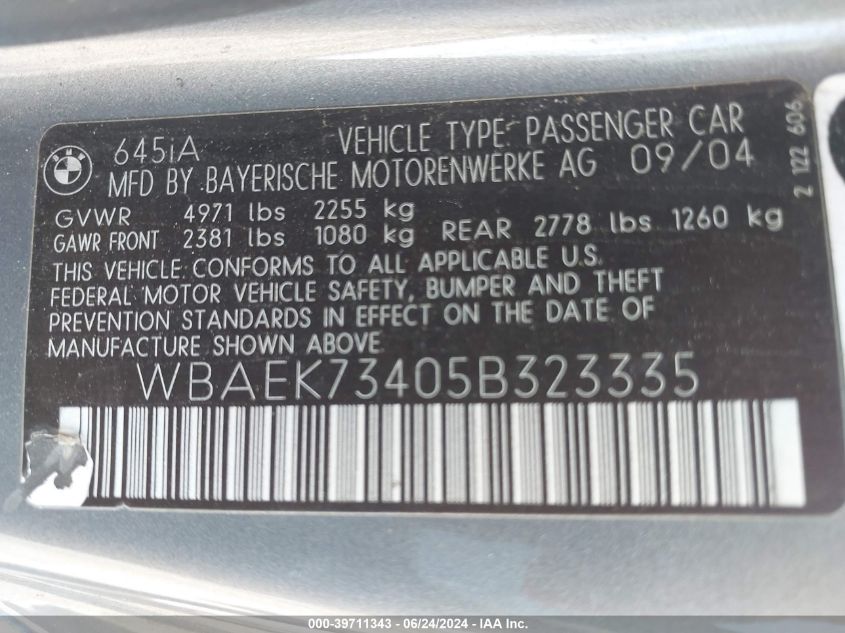 645iA VEHICLE TYPE: PASSENGER CAR
MFD BY BAYERISCHE MOTORENWERKE AG 09/04
GVWR 4971 lbs 2255 kg
GAWR FRONT 2381 lbs 1080 kg REAR 2778 lbs 1260 kg
THIS VEHICLE CONFORMS TO ALL APPLICABLE U.S.
FEDERAL MOTOR VEHICLE SAFETY, BUMPER AND THEFT
PREVENTION STANDARDS IN EFFECT ON THE DATE OF
MANUFACTURE SHOWN ABOVE.
WBAEK73405B323335
2 122 606
000-39711343 - 06/24/2024 - IAA Inc.